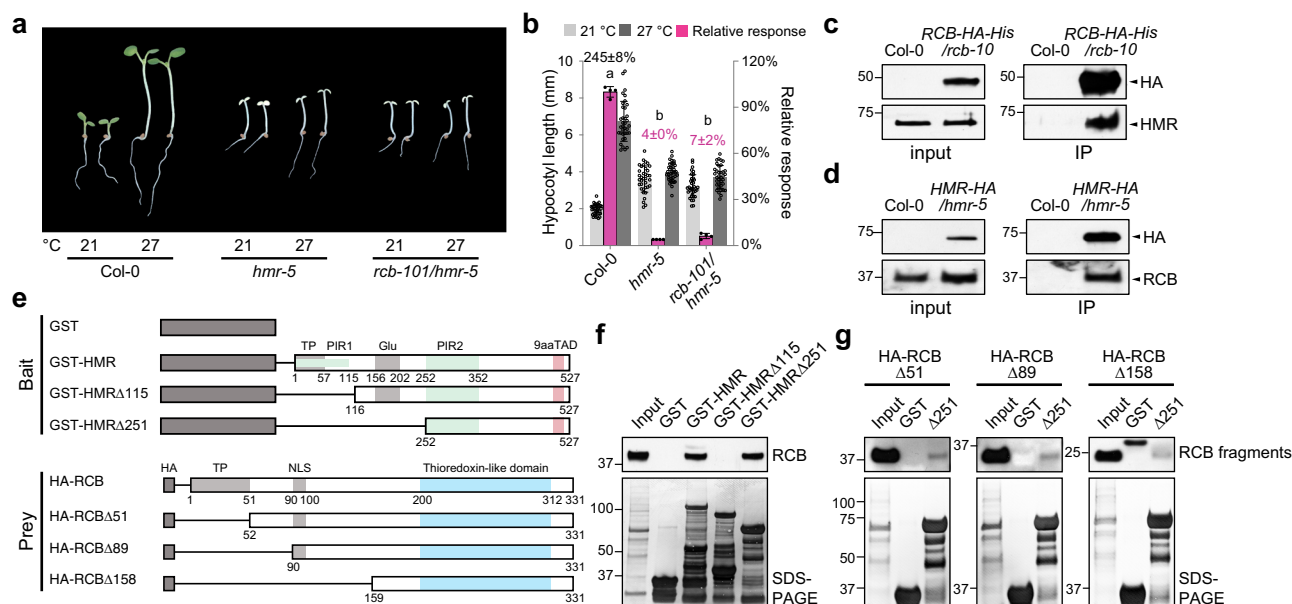 a
°C 21 27 21 27 21 27
Col-0 hmr-5 rcb-101/hmr-5
b
21 °C 27 °C Relative response
Hypocotyl length (mm)
10
8
6
4
2
0
245±8%
a
b
4±0%
b
7±2%
120%
90%
60%
30%
0%
Relative response
Col-0
hmr-5
rcb-101/
hmr-5
c
Col-0 RCB-HA-His
/rcb-10
Col-0 RCB-HA-His
/rcb-10
50 50 HA
75 75 HMR
input IP
d
Col-0 HMR-HA
/hmr-5
Col-0 HMR-HA
/hmr-5
75 75 HA
37 37 RCB
input IP
e
Bait
GST
GST-HMR
TP PIR1 Glu PIR2 9aaTAD
1 57 115 156 202 252 352 527
GST-HMRΔ115
116 527
GST-HMRΔ251
252 527
Prey
HA TP NLS Thioredoxin-like domain
HA-RCB
1 51 90 100 200 312 331
HA-RCBΔ51
52 331
HA-RCBΔ89
90 331
HA-RCBΔ158
159 331
f
Input
GST
GST-HMR
GST-HMRΔ115
GST-HMRΔ251
37 RCB
100
50
37
SDS-
PAGE
g
HA-RCB
Δ51
HA-RCB
Δ89
HA-RCB
Δ158
Input GST Δ251
Input GST Δ251
Input GST Δ251
37 37 25 RCB fragments
100
75
50
37 37 37
SDS-
PAGE